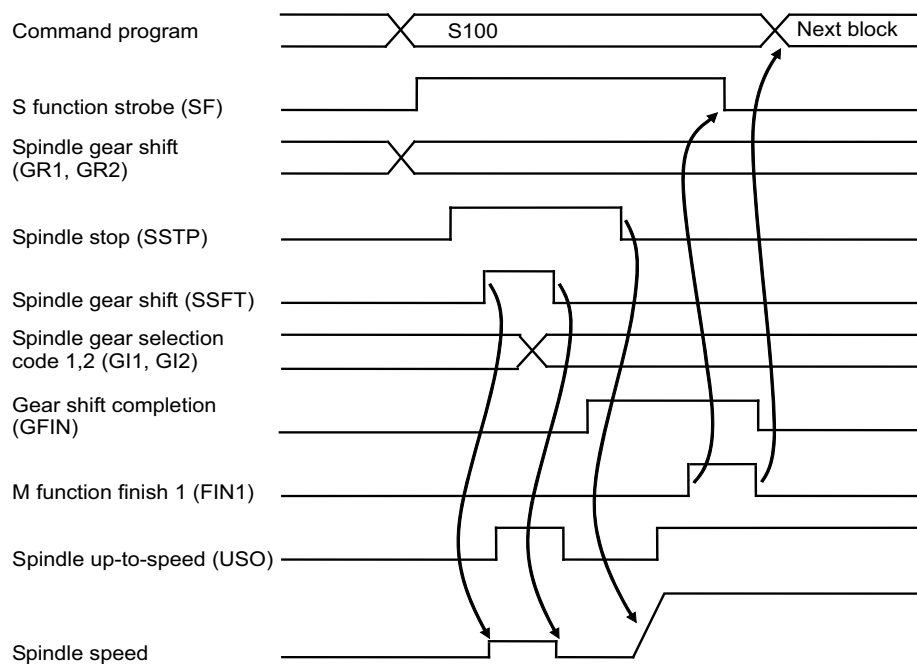 Command program
S100
Next block
S function strobe (SF)
Spindle gear shift
(GR1, GR2)
Spindle stop (SSTP)
Spindle gear shift (SSFT)
Spindle gear selection
code 1,2 (GI1, GI2)
Gear shift completion
(GFIN)
M function finish 1 (FIN1)
Spindle up-to-speed (USO)
Spindle speed